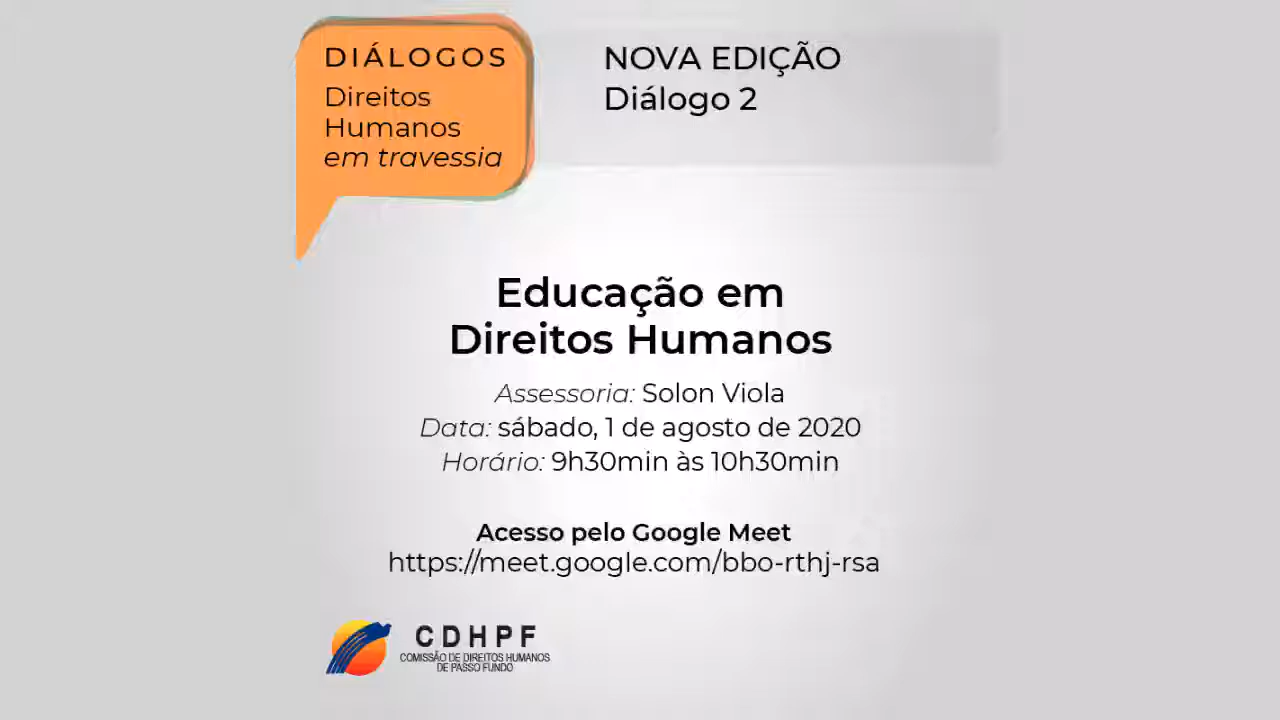 DIÁLOGOS
Direitos
Humanos
em travessia
NOVA EDIÇÃO
Diálogo 2
Educação em
Direitos Humanos
Assessoria: Solon Viola
Data: sábado, 1 de agosto de 2020
Horário: 9h30min às 10h30min
Acesso pelo Google Meet
https://meet.google.com/bbo-rthj-rsa
CDHPF
COMISSÃO DE DIREITOS HUMANOS
DE PASSO FUNDO